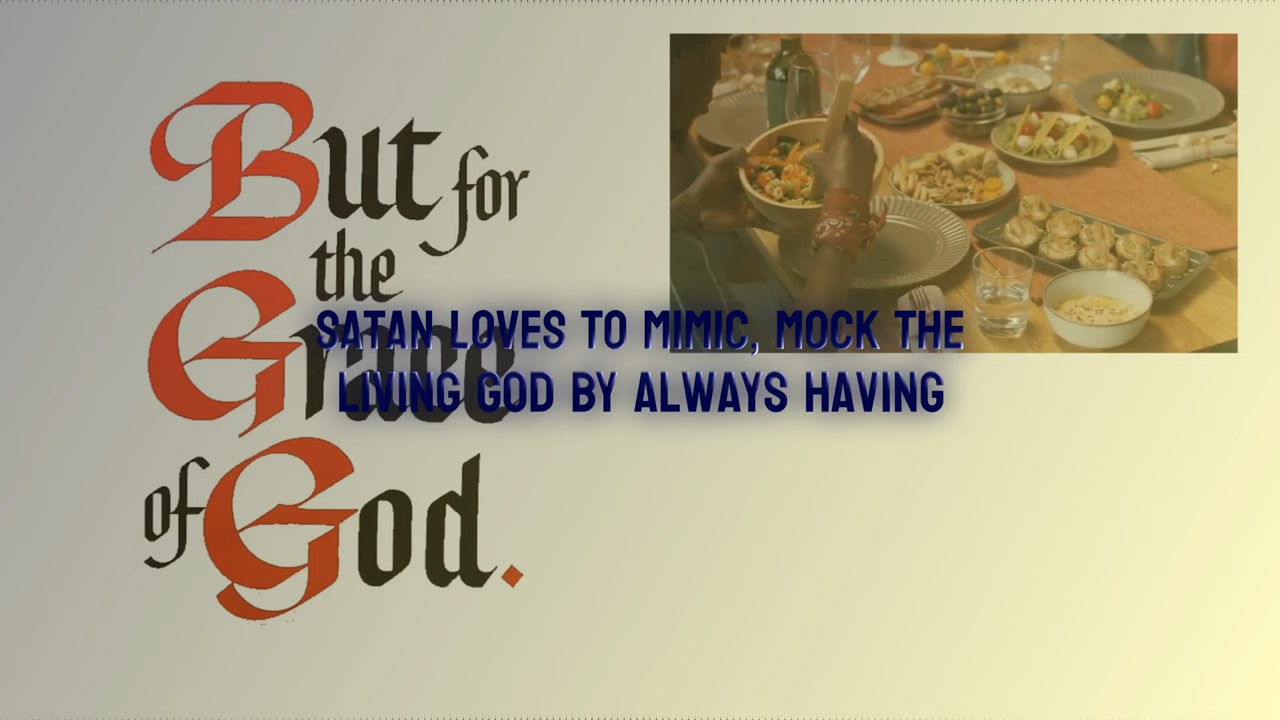 But for
the
Grace
of God.
SATAN LOVES TO MIMIC, MOCK THE
LIVING GOD BY ALWAYS HAVING